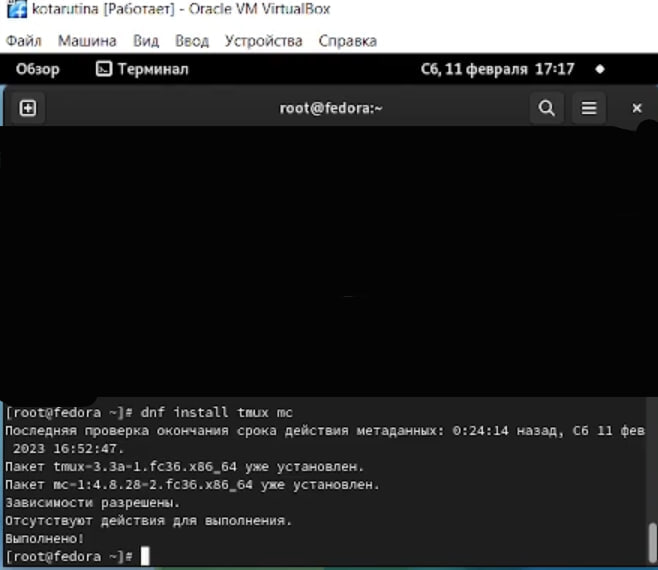 kotarutina [Работает] - Oracle VM VirtualBox
Файл Машина Вид Ввод Устройства Справка
Обзор Терминал Сб, 11 февраля 17:17
root@fedora:~
[root@fedora ~]# dnf install tmux mc
Последняя проверка окончания срока действия метаданных: 0:24:14 назад, Сб 11 фев
2023 16:52:47.
Пакет tmux-3.3a-1.fc36.x86_64 уже установлен.
Пакет mc-1:4.8.28-2.fc36.x86_64 уже установлен.
Зависимости разрешены.
Отсутствуют действия для выполнения.
Выполнено!
[root@fedora ~]#